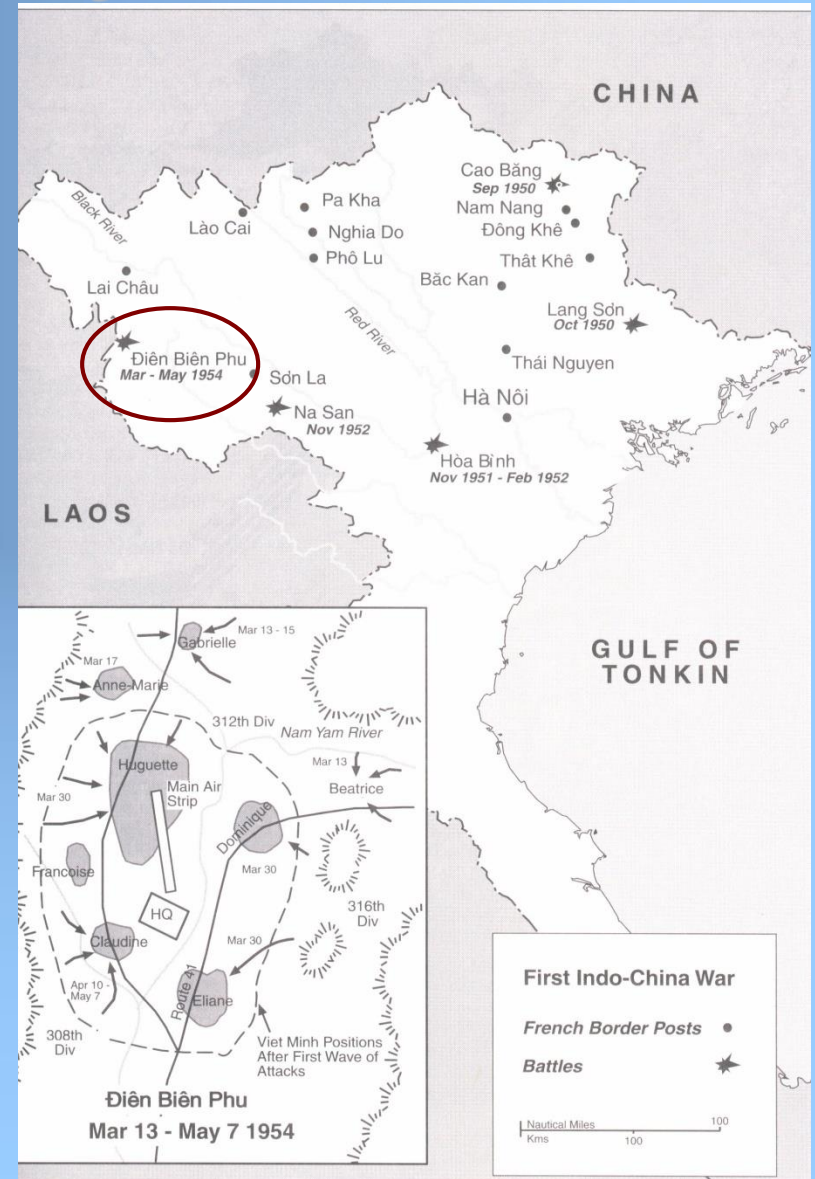 CHINA
Cao Băng
Sep 1950
Pa Kha
Nam Nang
Black River
Lào Cai
Nghia Do
Đông Khê
Phô Lu
Thât Khê
Lai Châu
Băc Kan
Red River
Lang Sơn
Oct 1950
Điên Biên Phu
Mar - May 1954
Thái Nguyen
Sơn La
Na San
Nov 1952
Hà Nôi
Hòa Bình
Nov 1951 - Feb 1952
LAOS
GULF OF
TONKIN
Gabrielle
Mar 13 - 15
Mar 17
Anne-Marie
312th Div
Nam Yam River
Huguette
Mar 13
Main Air
Strip
Beatrice
Mar 30
Dominique
Francoise
Mar 30
HQ
316th
Div
Claudine
Mar 30
Apr 10 -
May 7
Route 41
Eliane
308th
Div
Viet Minh Positions
After First Wave of
Attacks
Điên Biên Phu
Mar 13 - May 7 1954
First Indo-China War
French Border Posts
Battles
Nautical Miles
100
Kms
100